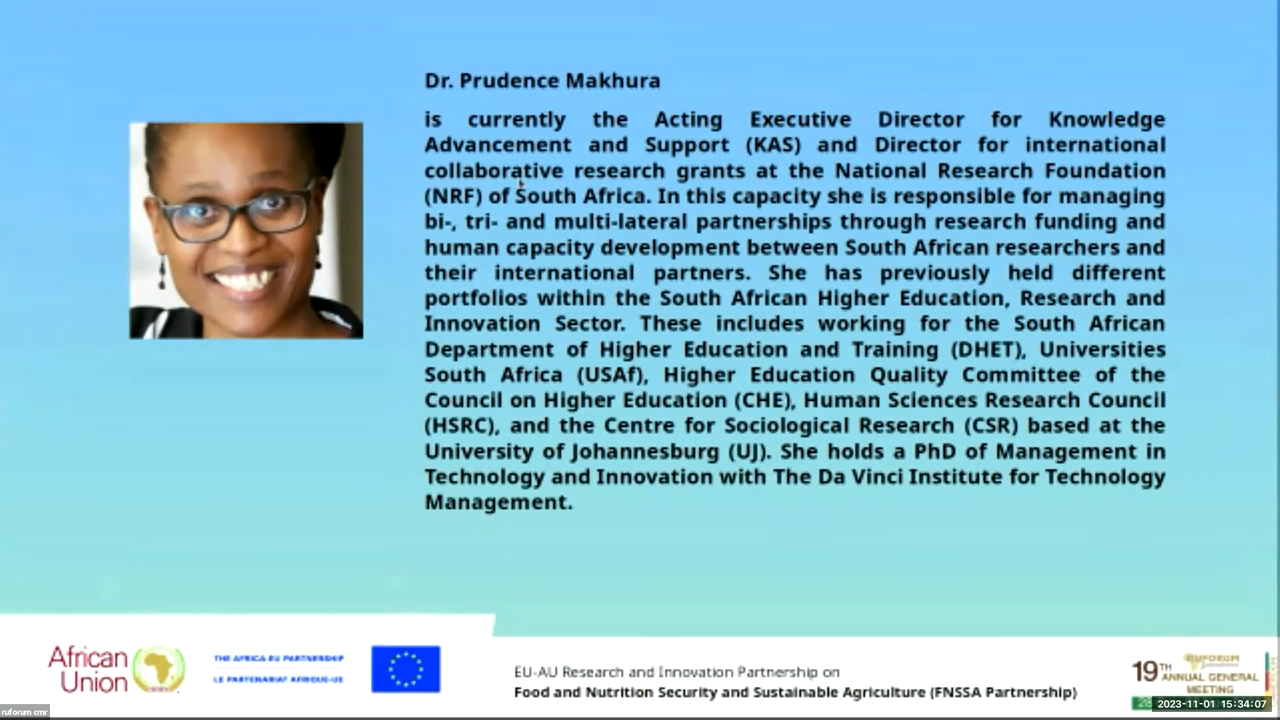 Dr. Prudence Makhura
is currently the Acting Executive Director for Knowledge
Advancement and Support (KAS) and Director for international
collaborative research grants at the National Research Foundation
(NRF) of South Africa. In this capacity she is responsible for managing
bi-, tri- and multi-lateral partnerships through research funding and
human capacity development between South African researchers and
their international partners. She has previously held different
portfolios within the South African Higher Education, Research and
Innovation Sector. These includes working for the South African
Department of Higher Education and Training (DHET), Universities
South Africa (USAf), Higher Education Quality Committee of the
Council on Higher Education (CHE), Human Sciences Research Council
(HSRC), and the Centre for Sociological Research (CSR) based at the
University of Johannesburg (UJ). She holds a PhD of Management in
Technology and Innovation with The Da Vinci Institute for Technology
Management.
African
Union
THE AFRICA-EU PARTNERSHIP
LE PARTENARIAT AFRIQUE-UE
EU-AU Research and Innovation Partnership on
Food and Nutrition Security and Sustainable Agriculture (FNSSA Partnership)
RUFORUM
19TH ANNUAL GENERAL
MEETING
2023-11-01 15:34:07
ruforum cmr